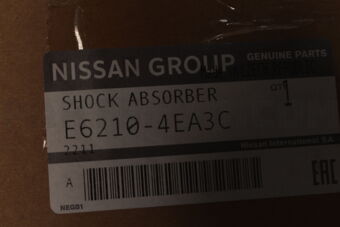 NISSAN GROUP GENUINE PARTS
SHOCK ABSORBER QTY
E6210-4EA3C 1
2211
Nissan International S.A.
A EAC
NEG01